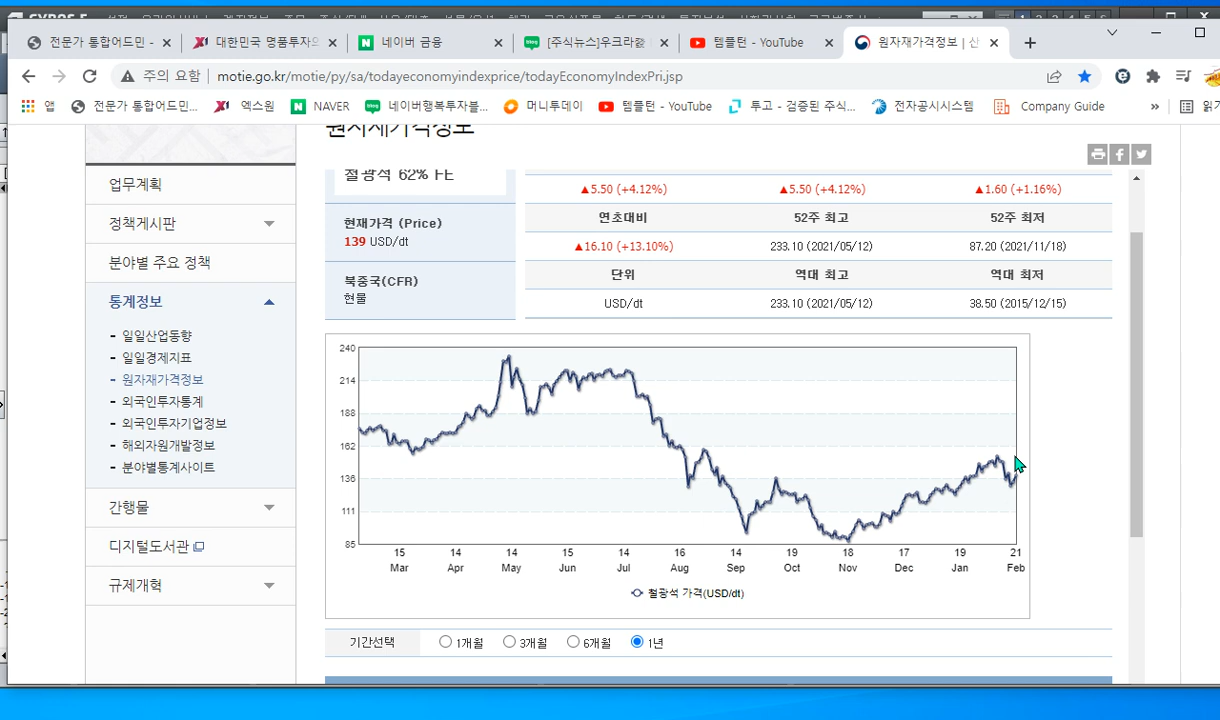 전문가 통합어드민 -
대한민국 명품투자의
네이버 금융
[주식뉴스]우크라함
템플턴 - YouTube
원자재가격정보 | 산
주의 요함
motie.go.kr/motie/py/sa/todayeconomyindexprice/todayEconomyIndexPri.jsp
앱
전문가 통합어드민...
엑스원
NAVER
네이버행복투자블...
머니투데이
템플턴 - YouTube
투고 - 검증된 주식...
전자공시시스템
Company Guide
»
읽기
원자재가격정보
업무계획
정책게시판
분야별 주요 정책
통계정보
- 일일산업동향
- 일일경제지표
- 원자재가격정보
- 외국인투자통계
- 외국인투자기업정보
- 해외자원개발정보
- 분야별통계사이트
간행물
디지털도서관
규제개혁
철광석 62% FE
현재가격 (Price)
139 USD/dt
북중국(CFR)
현물
▲5.50 (+4.12%) ▲5.50 (+4.12%) ▲1.60 (+1.16%)
연초대비 52주 최고 52주 최저
▲16.10 (+13.10%) 233.10 (2021/05/12) 87.20 (2021/11/18)
단위 역대 최고 역대 최저
USD/dt 233.10 (2021/05/12) 38.50 (2015/12/15)
240
214
188
162
136
111
85
15 14 14 15 14 16 14 19 18 17 19 21
Mar Apr May Jun Jul Aug Sep Oct Nov Dec Jan Feb
철광석 가격(USD/dt)
기간선택 1개월 3개월 6개월 1년